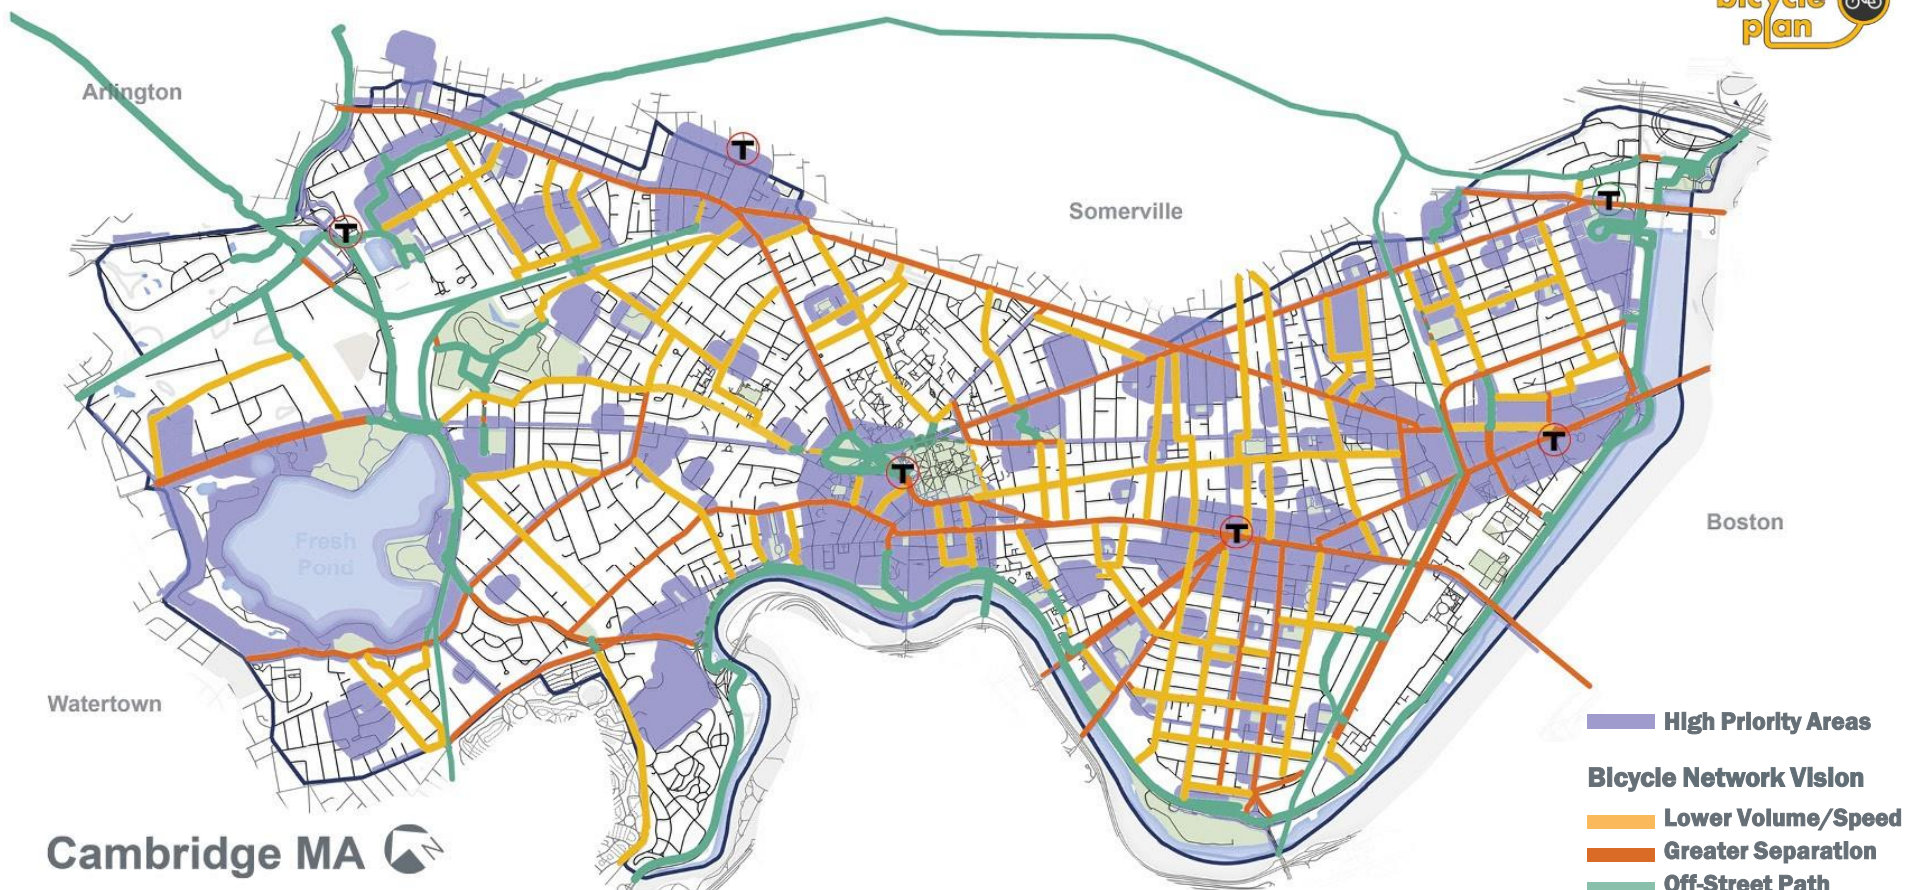 bicycle
plan
Arlington
T
T
Somerville
T
T
T
T
Fresh
Pond
Boston
Watertown
High Priority Areas
Bicycle Network Vision
Lower Volume/Speed
Greater Separation
Off-Street Path
Cambridge MA
N